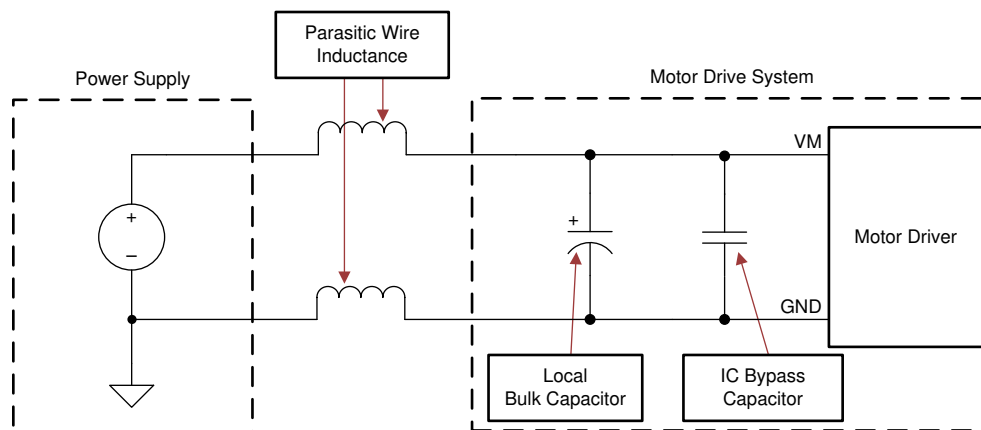 Parasitic Wire
Inductance
Power Supply
Motor Drive System
VM
+
+
–
Motor Driver
GND
Local
Bulk Capacitor
IC Bypass
Capacitor